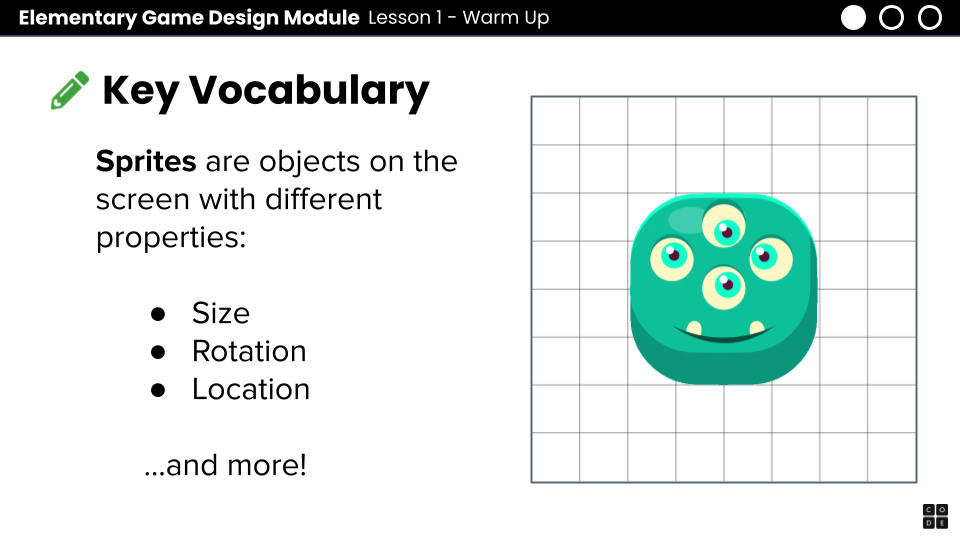 Elementary Game Design Module Lesson 1 - Warm Up
Key Vocabulary
Sprites are objects on the
screen with different
properties:
● Size
● Rotation
● Location
...and more!
C O
D E